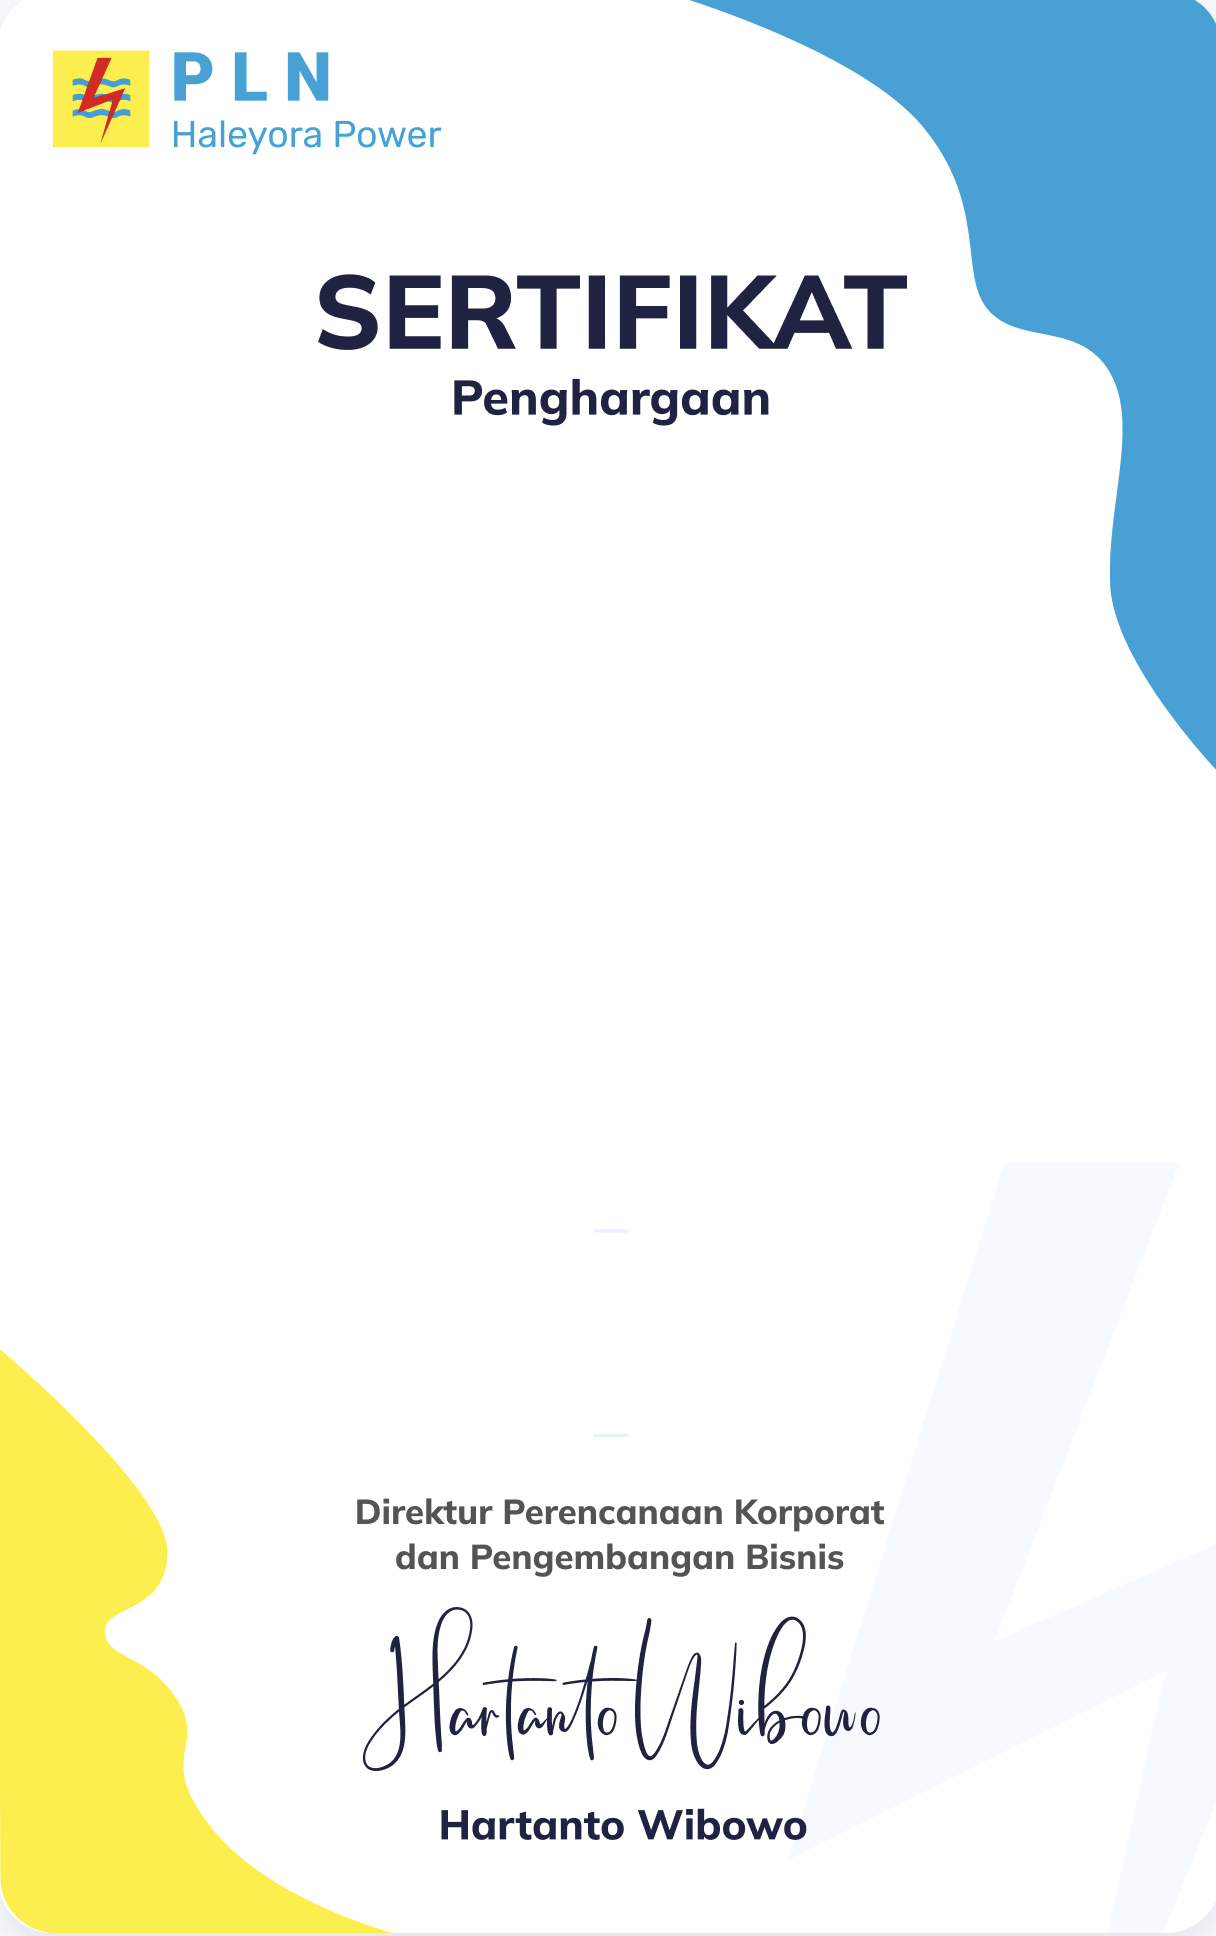 PLN
Haleyora Power
SERTIFIKAT
Penghargaan
Direktur Perencanaan Korporat
dan Pengembangan Bisnis
Hartanto Wibowo
Hartanto Wibowo